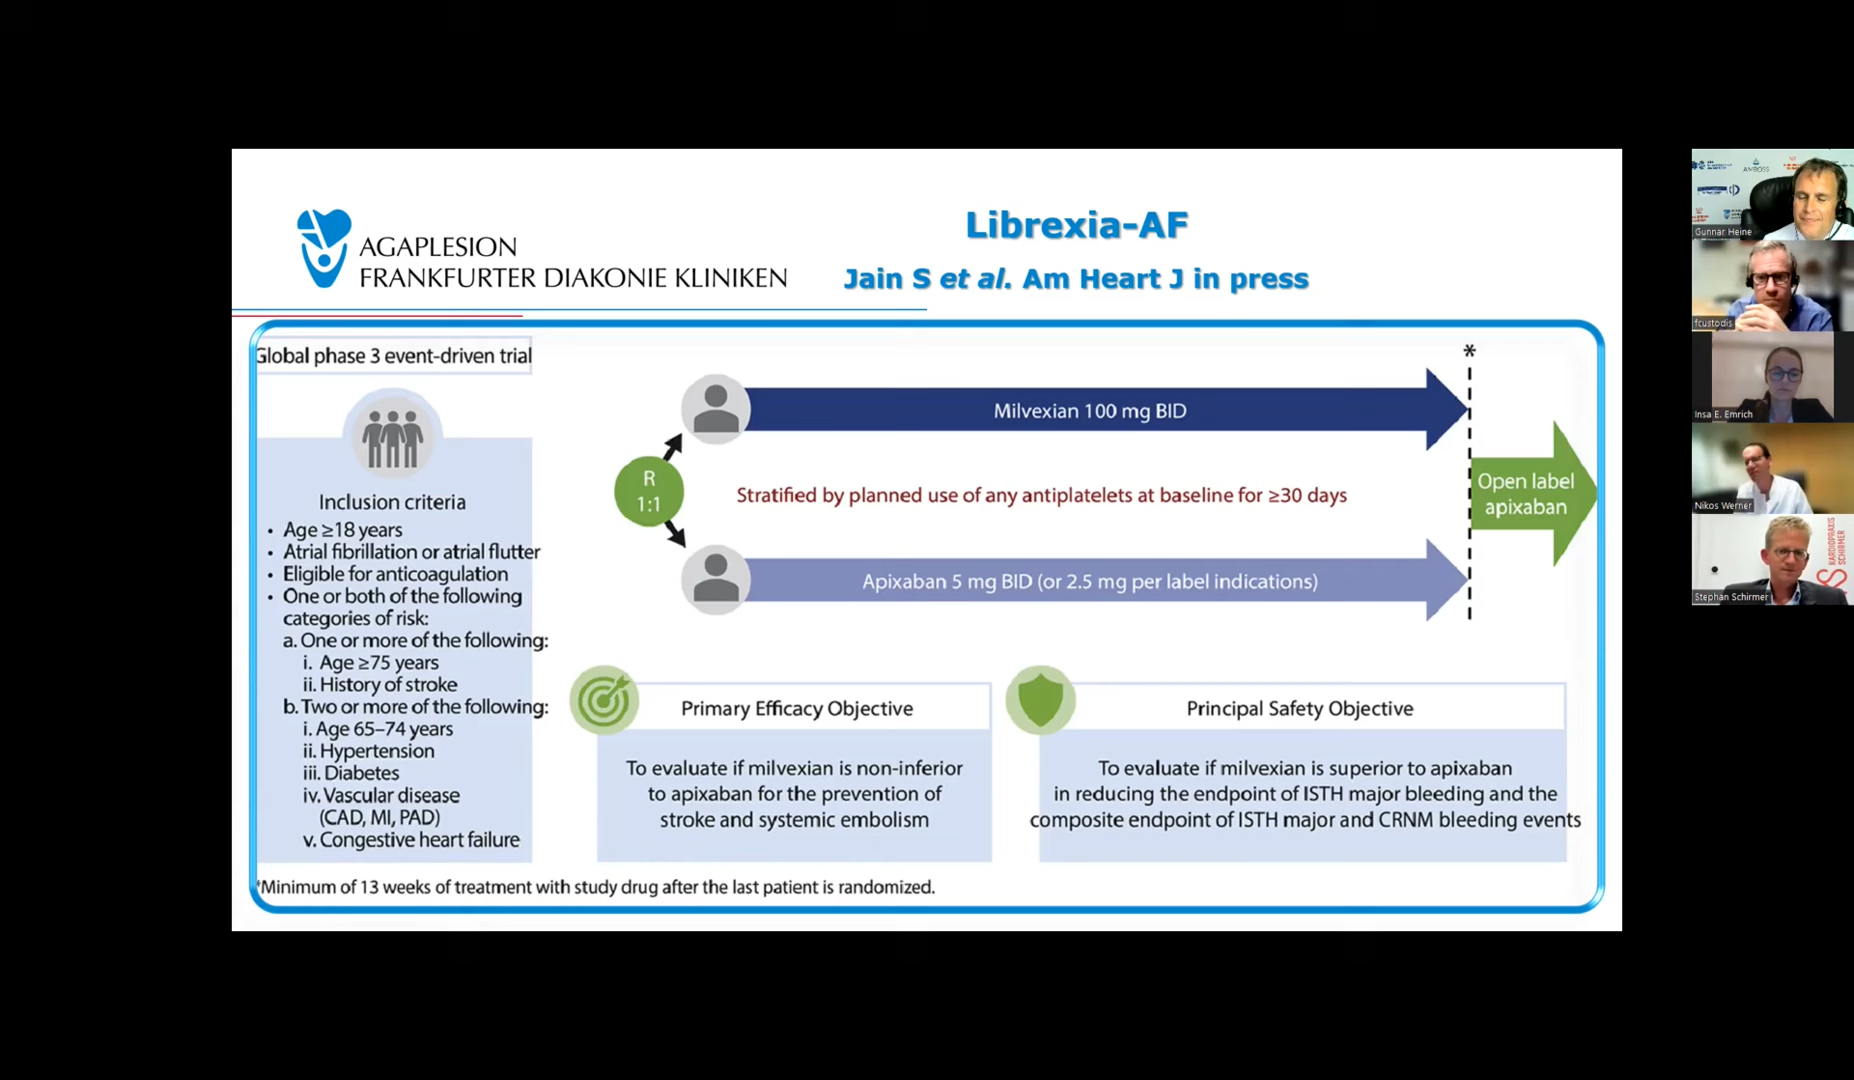 AGAPLESION
FRANKFURTER DIAKONIE KLINIKEN
Librexia-AF
Jain S et al. Am Heart J in press
Global phase 3 event-driven trial
Inclusion criteria
• Age ≥18 years
• Atrial fibrillation or atrial flutter
• Eligible for anticoagulation
• One or both of the following
categories of risk:
a. One or more of the following:
i. Age ≥75 years
ii. History of stroke
b. Two or more of the following:
i. Age 65–74 years
ii. Hypertension
iii. Diabetes
iv. Vascular disease
(CAD, MI, PAD)
v. Congestive heart failure
R
1:1
Milvexian 100 mg BID
Stratified by planned use of any antiplatelets at baseline for ≥30 days
Apixaban 5 mg BID (or 2.5 mg per label indications)
*
Open label
apixaban
Primary Efficacy Objective
To evaluate if milvexian is non-inferior
to apixaban for the prevention of
stroke and systemic embolism
Principal Safety Objective
To evaluate if milvexian is superior to apixaban
in reducing the endpoint of ISTH major bleeding and the
composite endpoint of ISTH major and CRNM bleeding events
*Minimum of 13 weeks of treatment with study drug after the last patient is randomized.
AMBOSS
Gunnar Heine
fcustodis
Insa E. Emrich
Nikos Werner
KARDIOPRAXIS
SCHIRMER
Stephan Schirmer